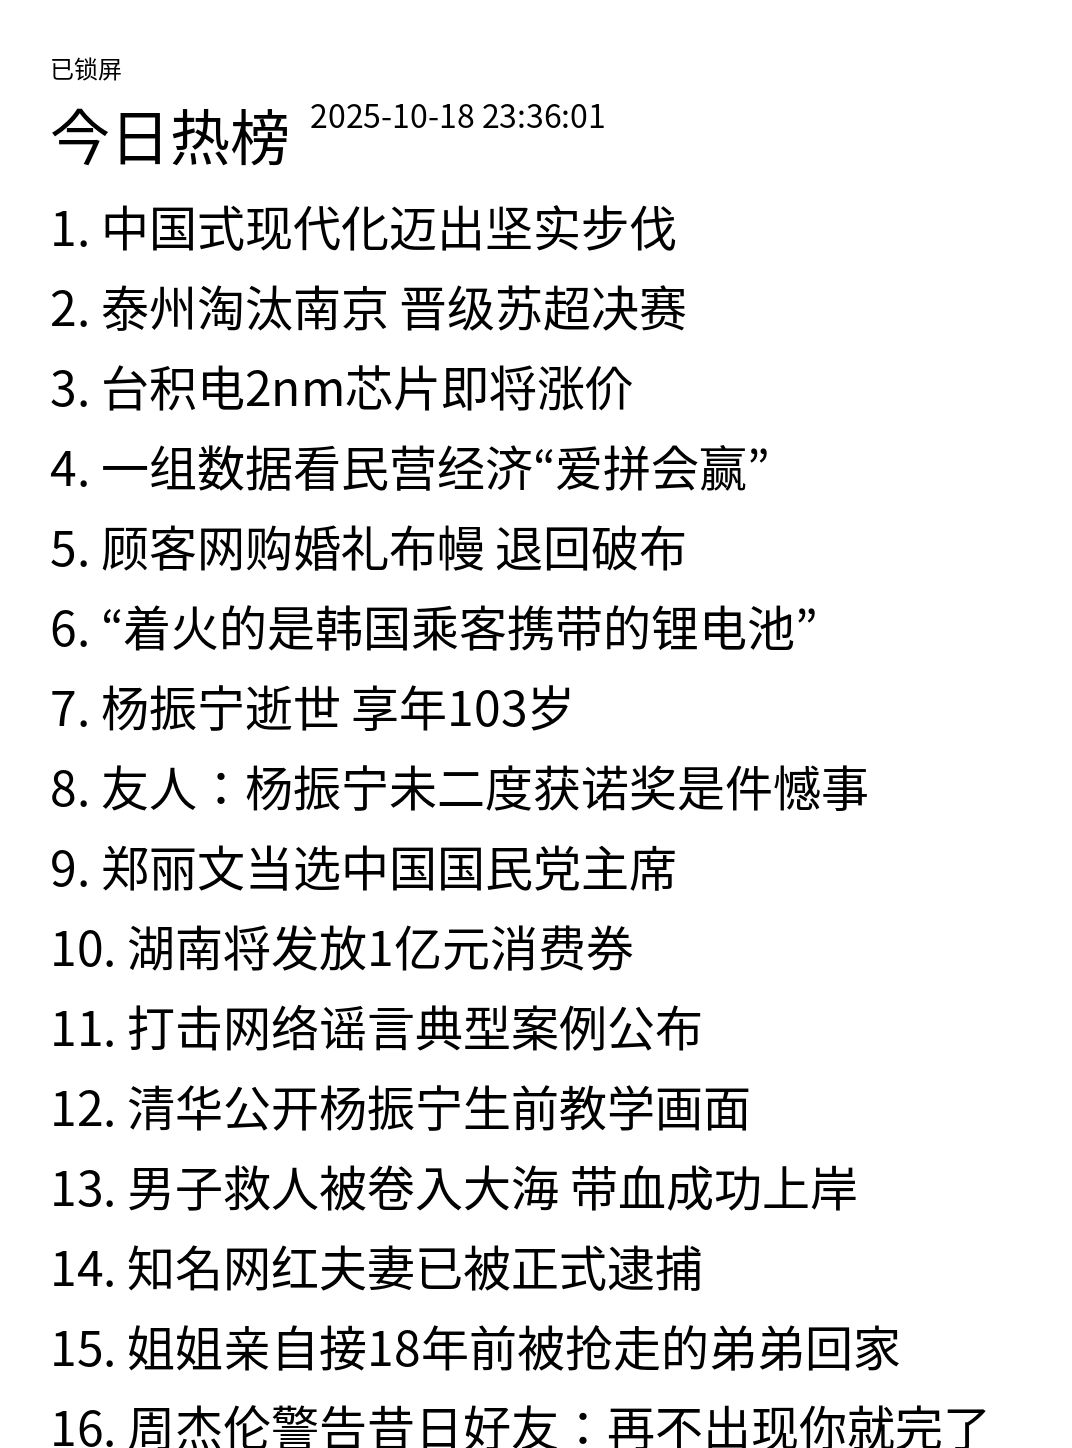 已锁屏
今日热榜 2025-10-18 23:36:01
1. 中国式现代化迈出坚实步伐
2. 泰州淘汰南京 晋级苏超决赛
3. 台积电2nm芯片即将涨价
4. 一组数据看民营经济“爱拼会赢”
5. 顾客网购婚礼布幔 退回破布
6. “着火的是韩国乘客携带的锂电池”
7. 杨振宁逝世 享年103岁
8. 友人：杨振宁未二度获诺奖是件憾事
9. 郑丽文当选中国国民党主席
10. 湖南将发放1亿元消费券
11. 打击网络谣言典型案例公布
12. 清华公开杨振宁生前教学画面
13. 男子救人被卷入大海 带血成功上岸
14. 知名网红夫妻已被正式逮捕
15. 姐姐亲自接18年前被抢走的弟弟回家
16. 周杰伦警告昔日好友：再不出现你就完了